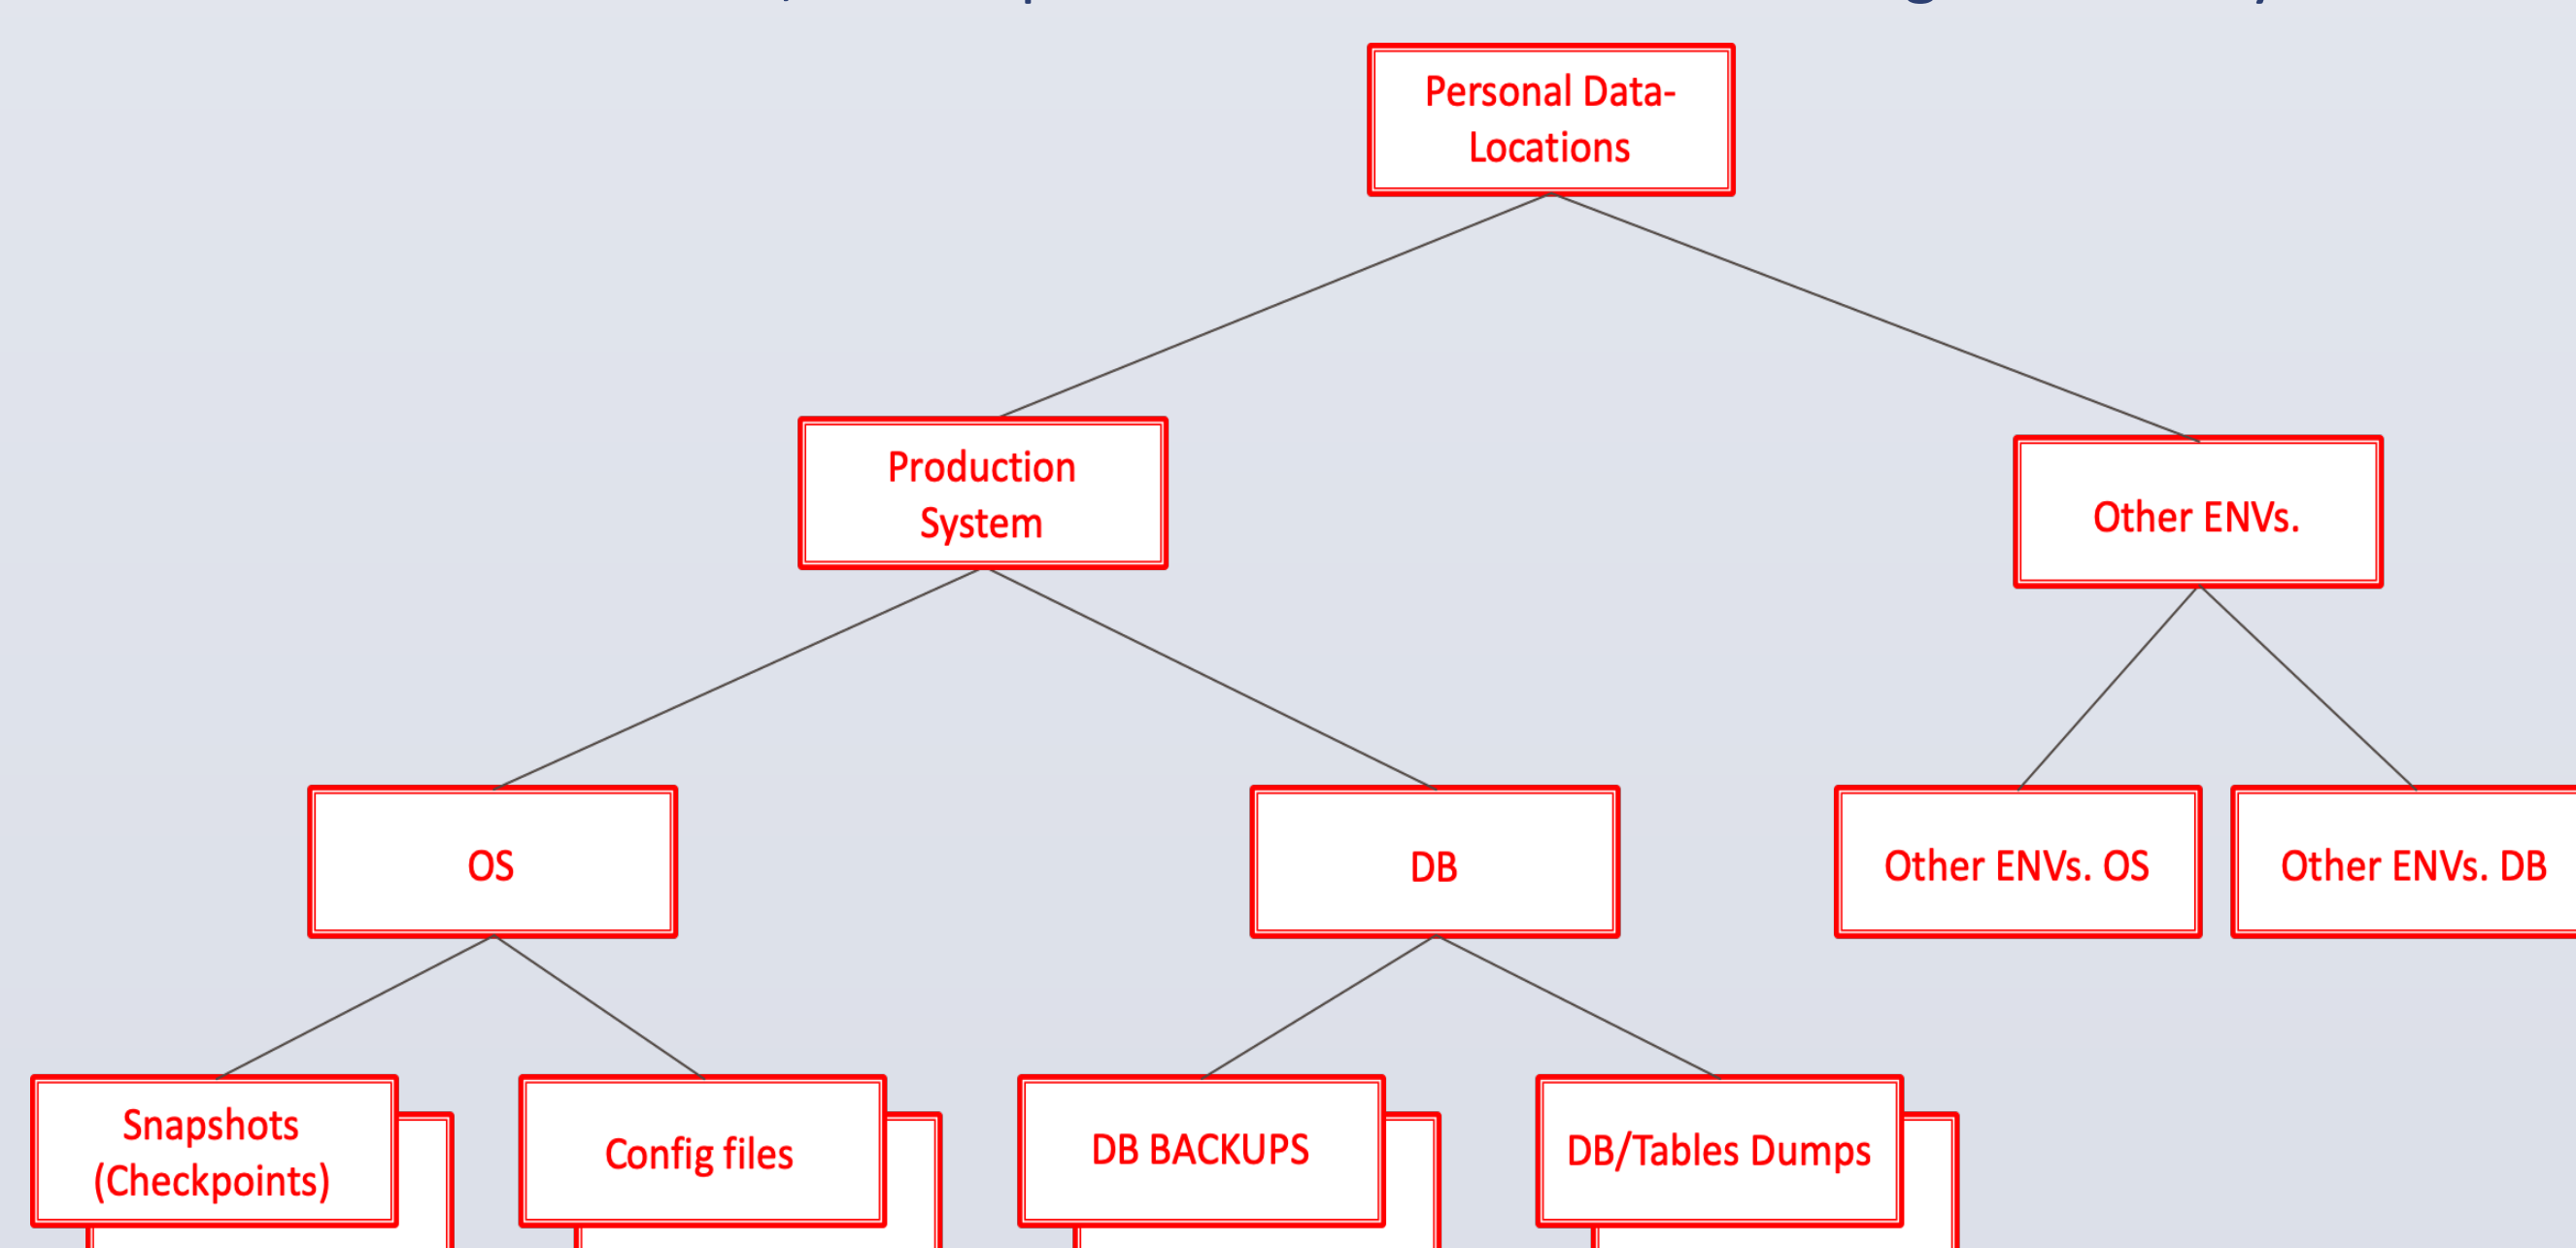 Personal Data-
Locations
Production
System
Other ENVs.
OS
DB
Other ENVs. OS
Other ENVs. DB
Snapshots
(Checkpoints)
Config files
DB BACKUPS
DB/Tables Dumps